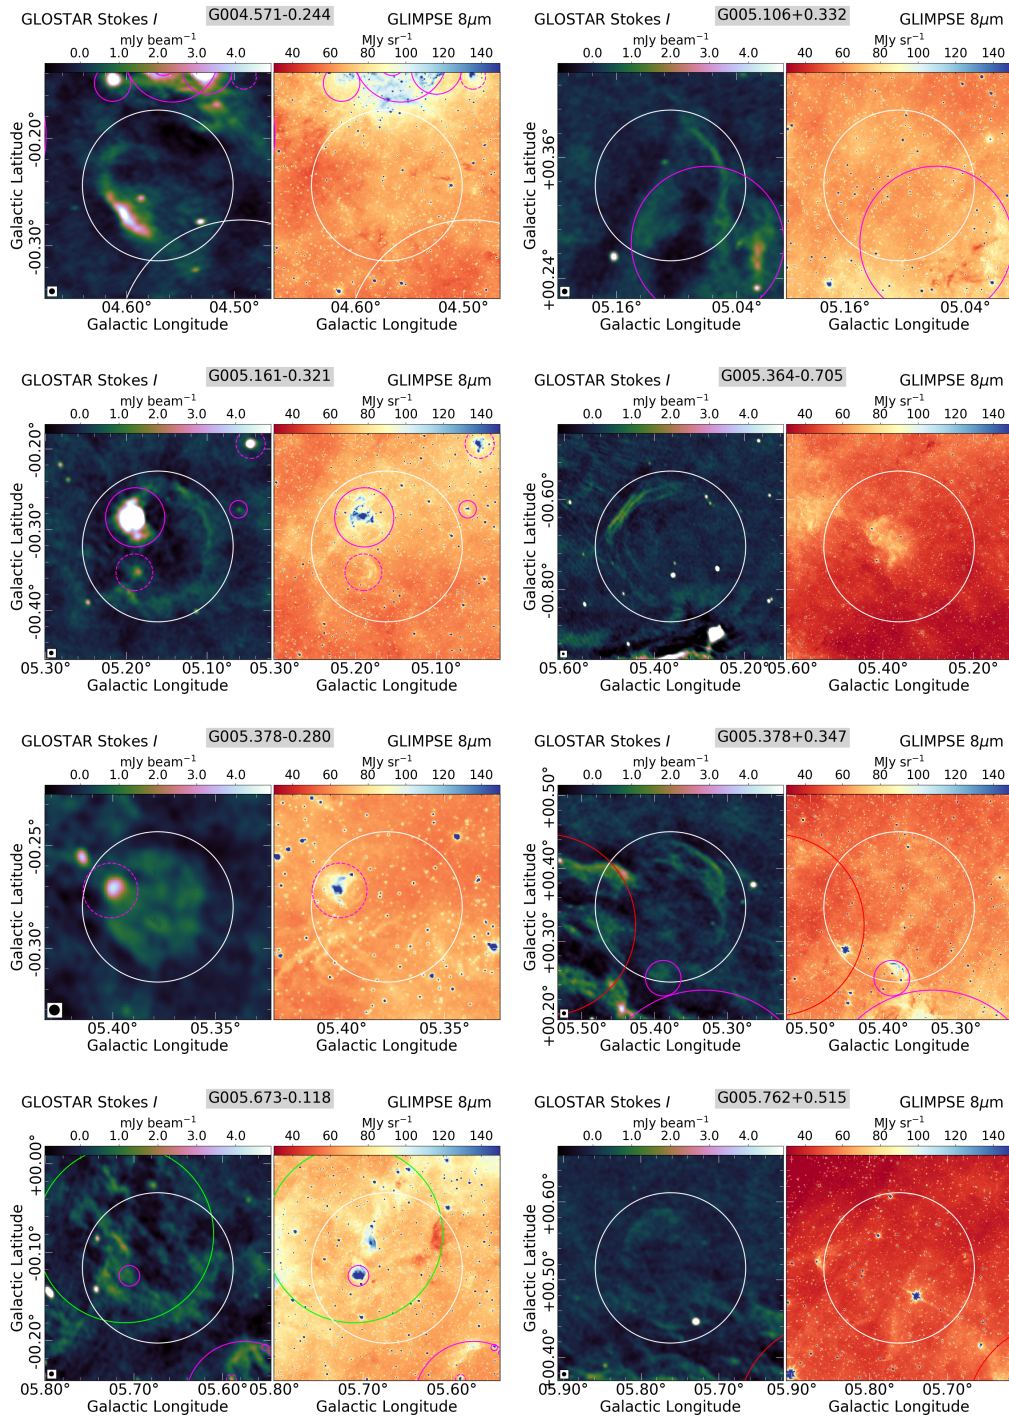 GLOSTAR Stokes I G004.571-0.244 GLIMPSE 8μm
mJy beam⁻¹ MJy sr⁻¹
0.0 1.0 2.0 3.0 4.0 40 60 80 100 120 140
Galactic Latitude
-00.20°
-00.30°
04.60° 04.50° 04.60° 04.50°
Galactic Longitude Galactic Longitude
GLOSTAR Stokes I G005.106+0.332 GLIMPSE 8μm
mJy beam⁻¹ MJy sr⁻¹
0.0 1.0 2.0 3.0 4.0 40 60 80 100 120 140
Galactic Latitude
+00.36°
+00.24°
05.16° 05.04° 05.16° 05.04°
Galactic Longitude Galactic Longitude
GLOSTAR Stokes I G005.161-0.321 GLIMPSE 8μm
mJy beam⁻¹ MJy sr⁻¹
0.0 1.0 2.0 3.0 4.0 40 60 80 100 120 140
Galactic Latitude
-00.20°
-00.30°
-00.40°
05.30° 05.20° 05.10° 05.30° 05.20° 05.10°
Galactic Longitude Galactic Longitude
GLOSTAR Stokes I G005.364-0.705 GLIMPSE 8μm
mJy beam⁻¹ MJy sr⁻¹
0.0 1.0 2.0 3.0 4.0 40 60 80 100 120 140
Galactic Latitude
-00.60°
-00.80°
05.60° 05.40° 05.20° 05.60° 05.40° 05.20°
Galactic Longitude Galactic Longitude
GLOSTAR Stokes I G005.378-0.280 GLIMPSE 8μm
mJy beam⁻¹ MJy sr⁻¹
0.0 1.0 2.0 3.0 4.0 40 60 80 100 120 140
Galactic Latitude
-00.25°
-00.30°
05.40° 05.35° 05.40° 05.35°
Galactic Longitude Galactic Longitude
GLOSTAR Stokes I G005.378+0.347 GLIMPSE 8μm
mJy beam⁻¹ MJy sr⁻¹
0.0 1.0 2.0 3.0 4.0 40 60 80 100 120 140
Galactic Latitude
+00.50°
+00.40°
+00.30°
+00.20°
05.50° 05.40° 05.30° 05.50° 05.40° 05.30°
Galactic Longitude Galactic Longitude
GLOSTAR Stokes I G005.673-0.118 GLIMPSE 8μm
mJy beam⁻¹ MJy sr⁻¹
0.0 1.0 2.0 3.0 4.0 40 60 80 100 120 140
Galactic Latitude
+00.00°
-00.10°
-00.20°
05.80° 05.70° 05.60° 05.80° 05.70° 05.60°
Galactic Longitude Galactic Longitude
GLOSTAR Stokes I G005.762+0.515 GLIMPSE 8μm
mJy beam⁻¹ MJy sr⁻¹
0.0 1.0 2.0 3.0 4.0 40 60 80 100 120 140
Galactic Latitude
+00.60°
+00.50°
+00.40°
05.90° 05.80° 05.70° 05.90° 05.80° 05.70°
Galactic Longitude Galactic Longitude